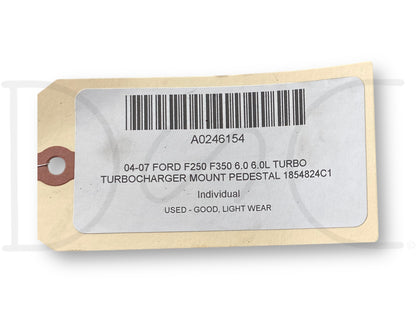 A0246154
04-07 FORD F250 F350 6.0 6.0L TURBO
TURBOCHARGER MOUNT PEDESTAL 1854824C1
Individual
USED - GOOD, LIGHT WEAR